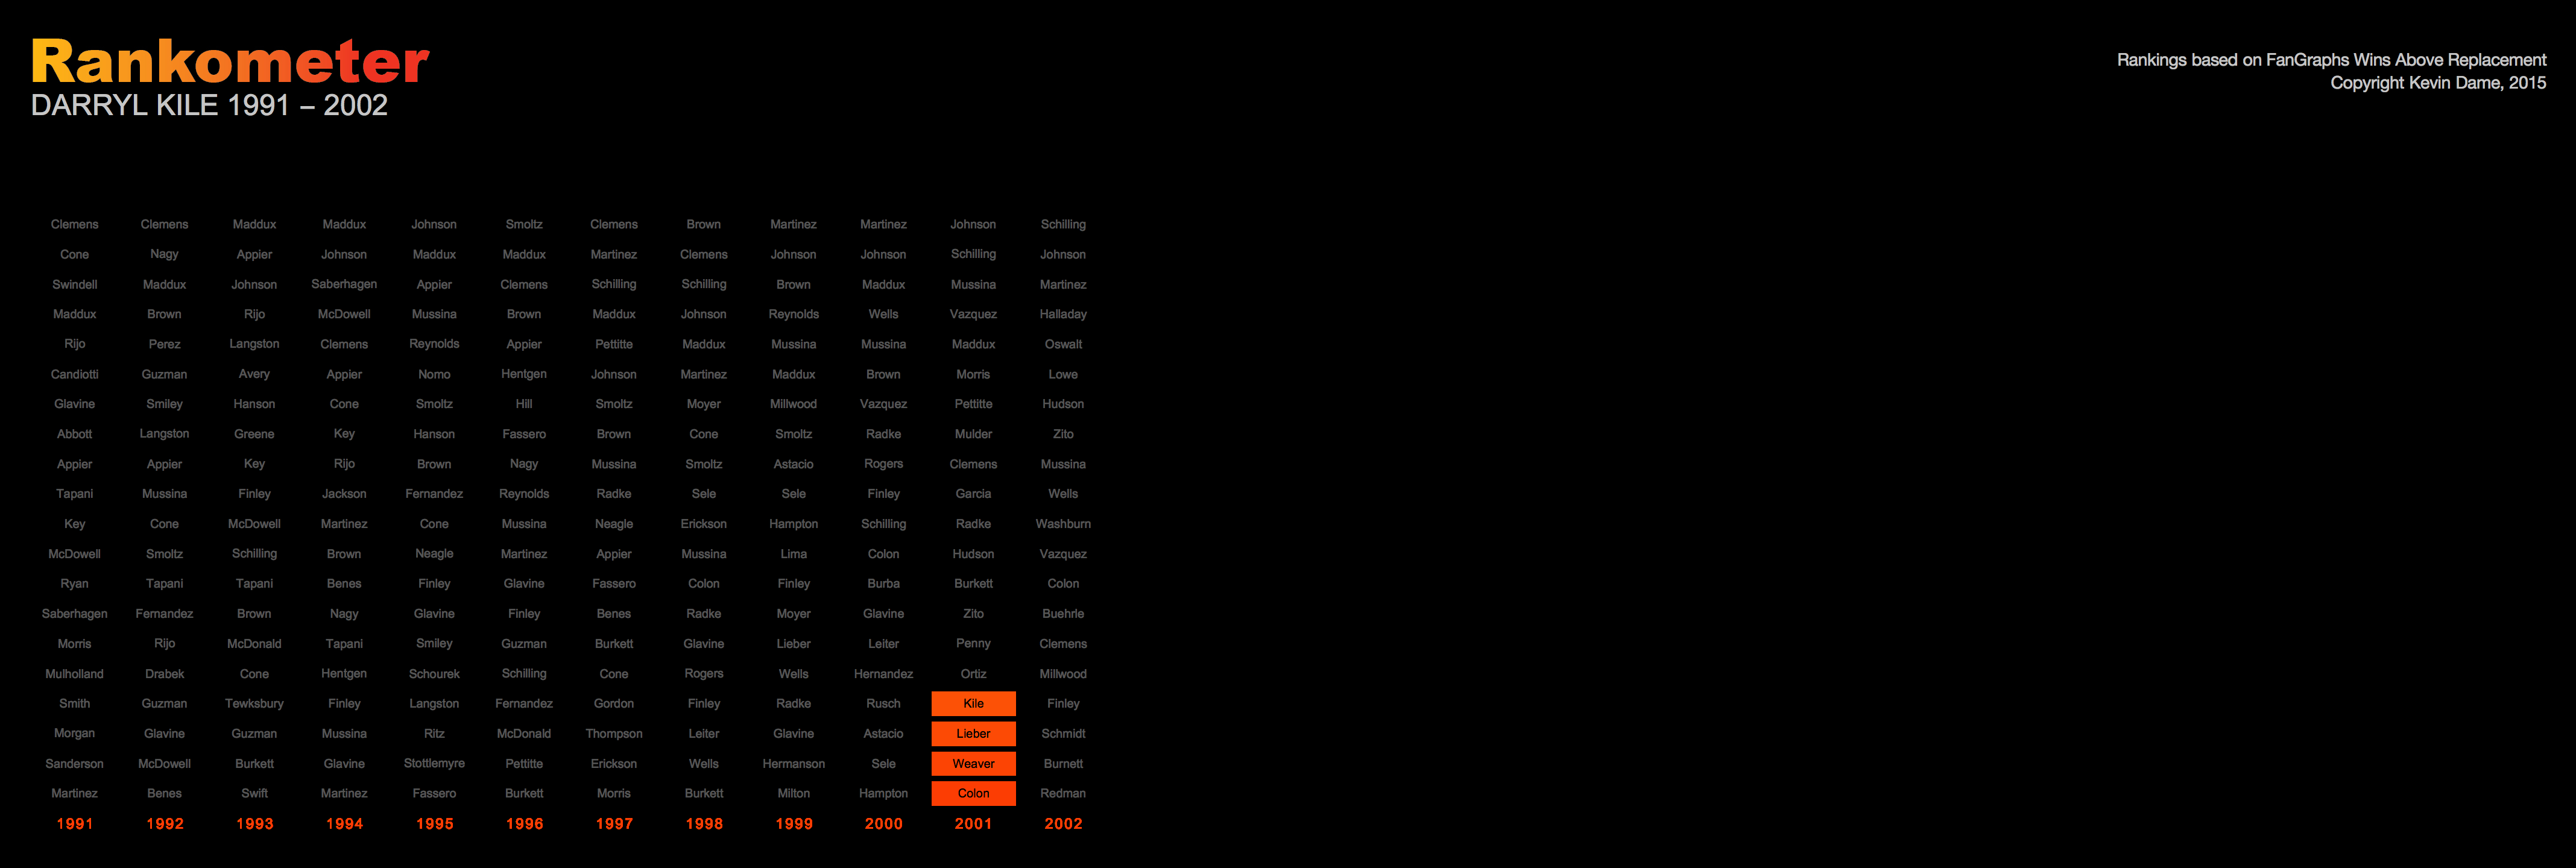 Rankometer
DARRYL KILE 1991 – 2002
Rankings based on FanGraphs Wins Above Replacement
Copyright Kevin Dame, 2015
Clemens Clemens Maddux Maddux Johnson Smoltz Clemens Brown Martinez Martinez Johnson Schilling
Cone Nagy Appier Johnson Maddux Maddux Martinez Clemens Johnson Johnson Schilling Johnson
Swindell Maddux Johnson Saberhagen Appier Clemens Schilling Schilling Brown Maddux Mussina Martinez
Maddux Brown Rijo McDowell Mussina Brown Maddux Johnson Reynolds Wells Vazquez Halladay
Rijo Perez Langston Clemens Reynolds Appier Pettitte Maddux Mussina Mussina Maddux Oswalt
Candiotti Guzman Avery Appier Nomo Hentgen Johnson Martinez Maddux Brown Morris Lowe
Glavine Smiley Hanson Cone Smoltz Hill Smoltz Moyer Millwood Vazquez Pettitte Hudson
Abbott Langston Greene Key Hanson Fassero Brown Cone Smoltz Radke Mulder Zito
Appier Appier Key Rijo Brown Nagy Mussina Smoltz Astacio Rogers Clemens Mussina
Tapani Mussina Finley Jackson Fernandez Reynolds Radke Sele Sele Finley Garcia Wells
Key Cone McDowell Martinez Cone Mussina Neagle Erickson Hampton Schilling Radke Washburn
McDowell Smoltz Schilling Brown Neagle Martinez Appier Mussina Lima Colon Hudson Vazquez
Ryan Tapani Tapani Benes Finley Glavine Fassero Colon Finley Burba Burkett Colon
Saberhagen Fernandez Brown Nagy Glavine Finley Benes Radke Moyer Glavine Zito Buehrle
Morris Rijo McDonald Tapani Smiley Guzman Burkett Glavine Lieber Leiter Penny Clemens
Mulholland Drabek Cone Hentgen Schourek Schilling Cone Rogers Wells Hernandez Ortiz Millwood
Smith Guzman Tewksbury Finley Langston Fernandez Gordon Finley Radke Rusch Kile Finley
Morgan Glavine Guzman Mussina Ritz McDonald Thompson Leiter Glavine Astacio Lieber Schmidt
Sanderson McDowell Burkett Glavine Stottlemyre Pettitte Erickson Wells Hermanson Sele Weaver Burnett
Martinez Benes Swift Martinez Fassero Burkett Morris Burkett Milton Hampton Colon Redman
1991 1992 1993 1994 1995 1996 1997 1998 1999 2000 2001 2002